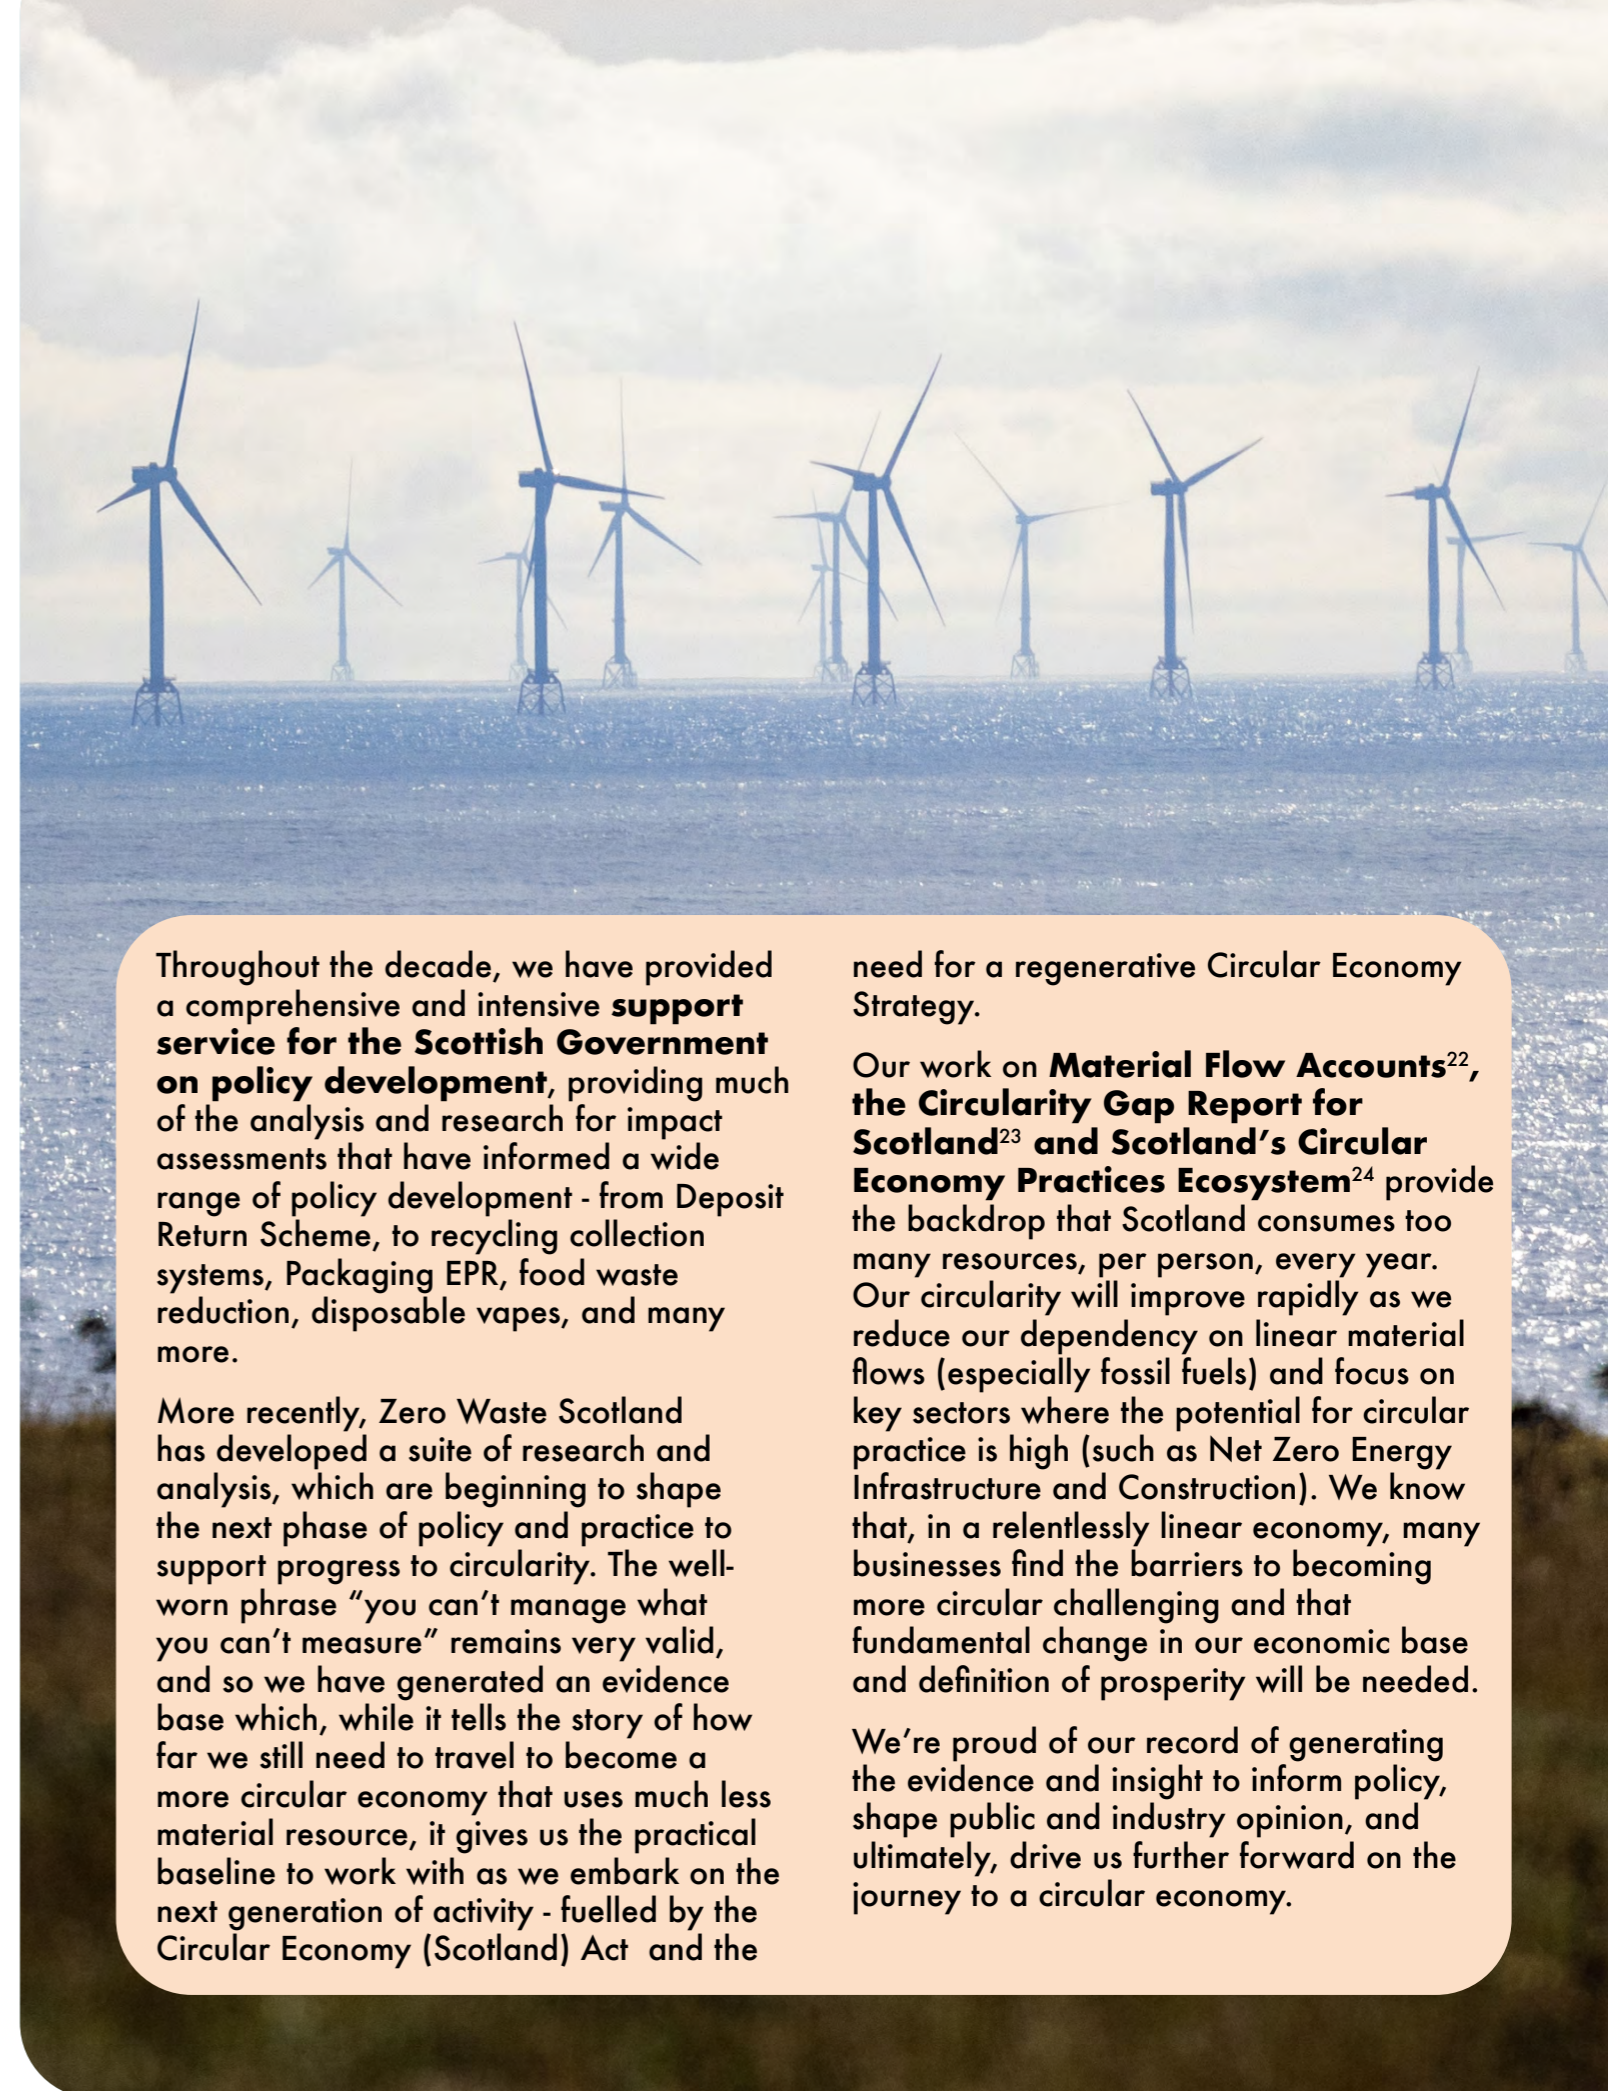 Throughout the decade, we have provided
a comprehensive and intensive support
service for the Scottish Government
on policy development, providing much
of the analysis and research for impact
assessments that have informed a wide
range of policy development - from Deposit
Return Scheme, to recycling collection
systems, Packaging EPR, food waste
reduction, disposable vapes, and many
more.
More recently, Zero Waste Scotland
has developed a suite of research and
analysis, which are beginning to shape
the next phase of policy and practice to
support progress to circularity. The well-
worn phrase “you can’t manage what
you can’t measure” remains very valid,
and so we have generated an evidence
base which, while it tells the story of how
far we still need to travel to become a
more circular economy that uses much less
material resource, it gives us the practical
baseline to work with as we embark on the
next generation of activity - fuelled by the
Circular Economy (Scotland) Act  and the
need for a regenerative Circular Economy
Strategy.
Our work on Material Flow Accounts²²,
the Circularity Gap Report for
Scotland²³ and Scotland’s Circular
Economy Practices Ecosystem²⁴ provide
the backdrop that Scotland consumes too
many resources, per person, every year.
Our circularity will improve rapidly as we
reduce our dependency on linear material
flows (especially fossil fuels) and focus on
key sectors where the potential for circular
practice is high (such as Net Zero Energy
Infrastructure and Construction). We know
that, in a relentlessly linear economy, many
businesses find the barriers to becoming
more circular challenging and that
fundamental change in our economic base
and definition of prosperity will be needed.
We’re proud of our record of generating
the evidence and insight to inform policy,
shape public and industry opinion, and
ultimately, drive us further forward on the
journey to a circular economy.